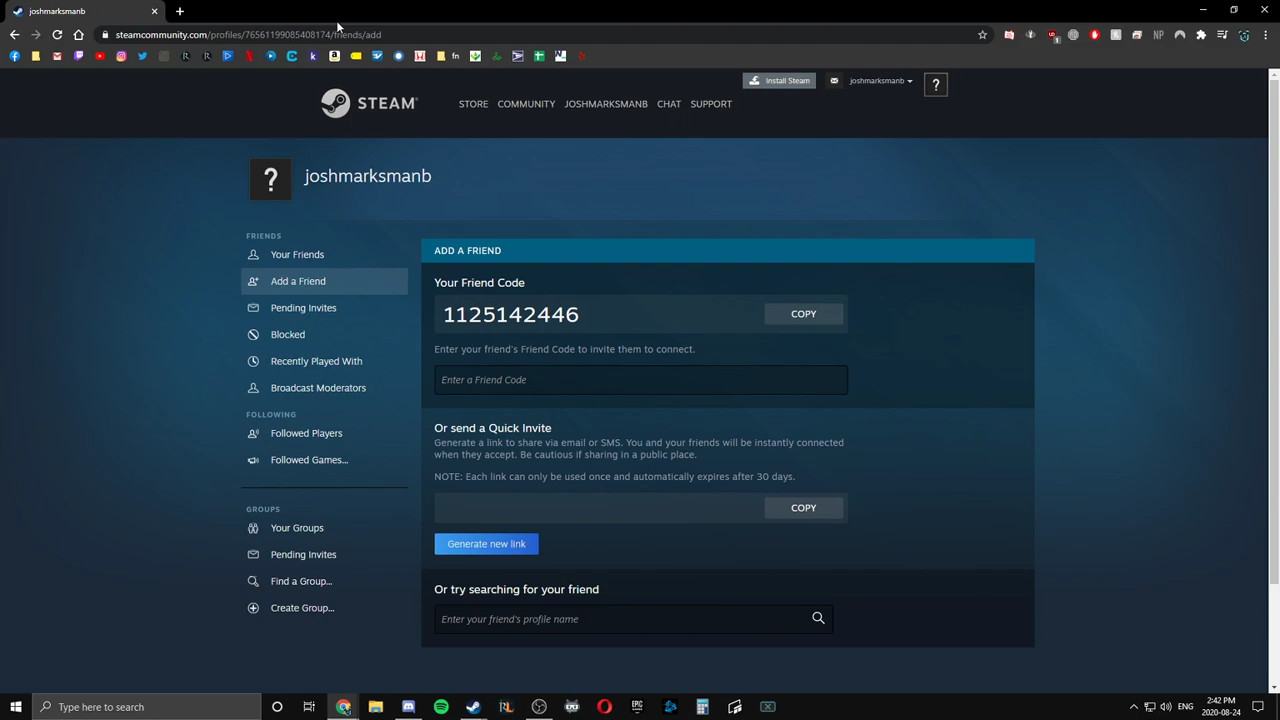 joshmarksmanb
steamcommunity.com/profiles/76561199085408174/friends/add
fn
Install Steam
joshmarksmanb
?
STEAM
STORE COMMUNITY JOSHMARKSMANB CHAT SUPPORT
? joshmarksmanb
FRIENDS
Your Friends
Add a Friend
Pending Invites
Blocked
Recently Played With
Broadcast Moderators
FOLLOWING
Followed Players
Followed Games...
GROUPS
Your Groups
Pending Invites
Find a Group...
Create Group...
ADD A FRIEND
Your Friend Code
1125142446 COPY
Enter your friend's Friend Code to invite them to connect.
Enter a Friend Code
Or send a Quick Invite
Generate a link to share via email or SMS. You and your friends will be instantly connected
when they accept. Be cautious if sharing in a public place.
NOTE: Each link can only be used once and automatically expires after 30 days.
COPY
Generate new link
Or try searching for your friend
Enter your friend's profile name
Type here to search
ENG
2:42 PM
2020-08-24